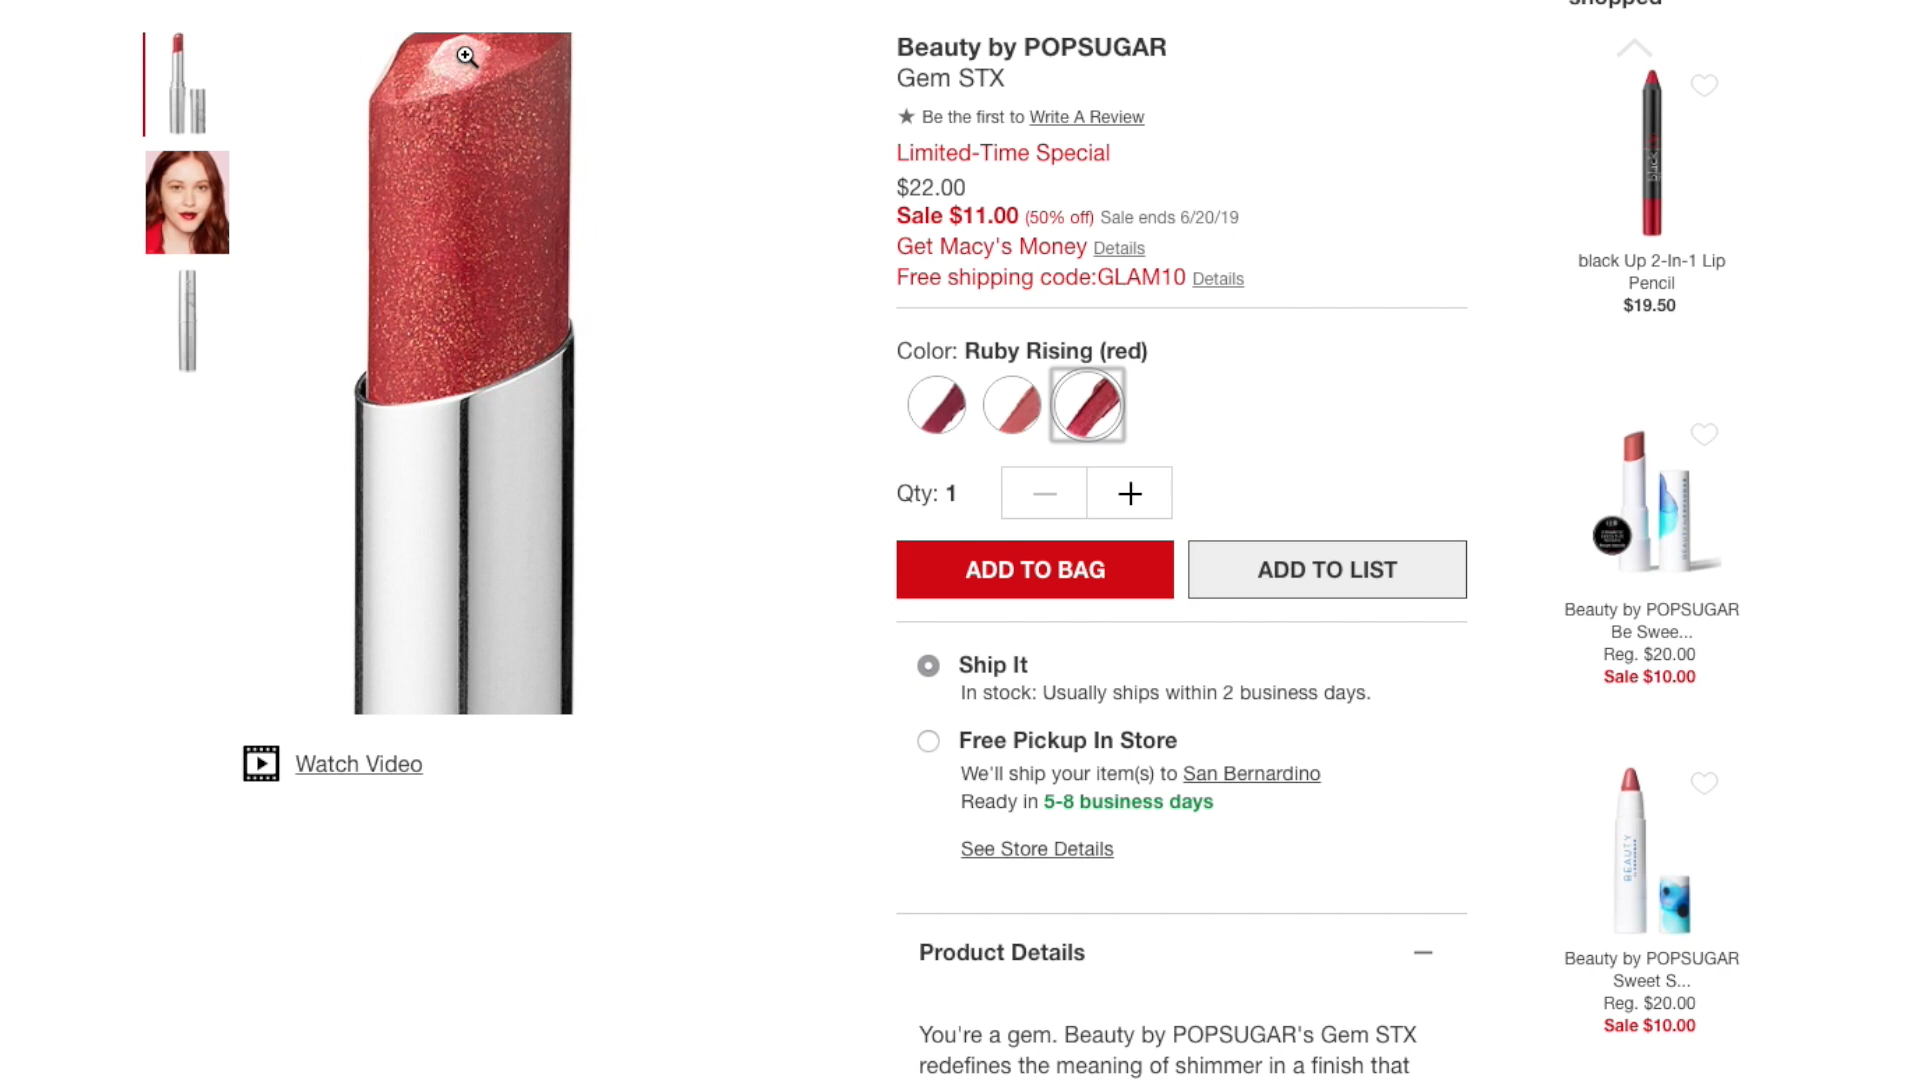 shopped
Beauty by POPSUGAR
Gem STX
Be the first to Write A Review
Limited-Time Special
$22.00
Sale $11.00 (50% off) Sale ends 6/20/19
Get Macy's Money Details
Free shipping code:GLAM10 Details
Color: Ruby Rising (red)
Qty: 1
ADD TO BAG
ADD TO LIST
Ship It
In stock: Usually ships within 2 business days.
Free Pickup In Store
We'll ship your item(s) to San Bernardino
Ready in 5-8 business days
See Store Details
Product Details
You're a gem. Beauty by POPSUGAR's Gem STX
redefines the meaning of shimmer in a finish that
Watch Video
black
black Up 2-In-1 Lip
Pencil
$19.50
Beauty by POPSUGAR
Be Swee...
Reg. $20.00
Sale $10.00
BEAUTY
Beauty by POPSUGAR
Sweet S...
Reg. $20.00
Sale $10.00